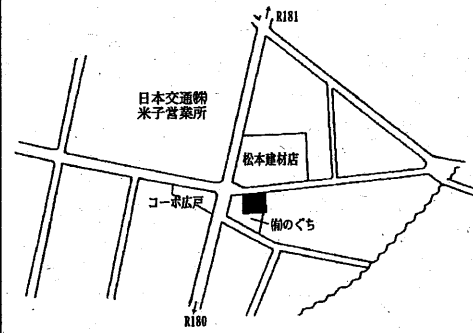 R181
日本交通㈱
米子営業所
松本建材店
コーポ広戸
㈲のぐち
R180